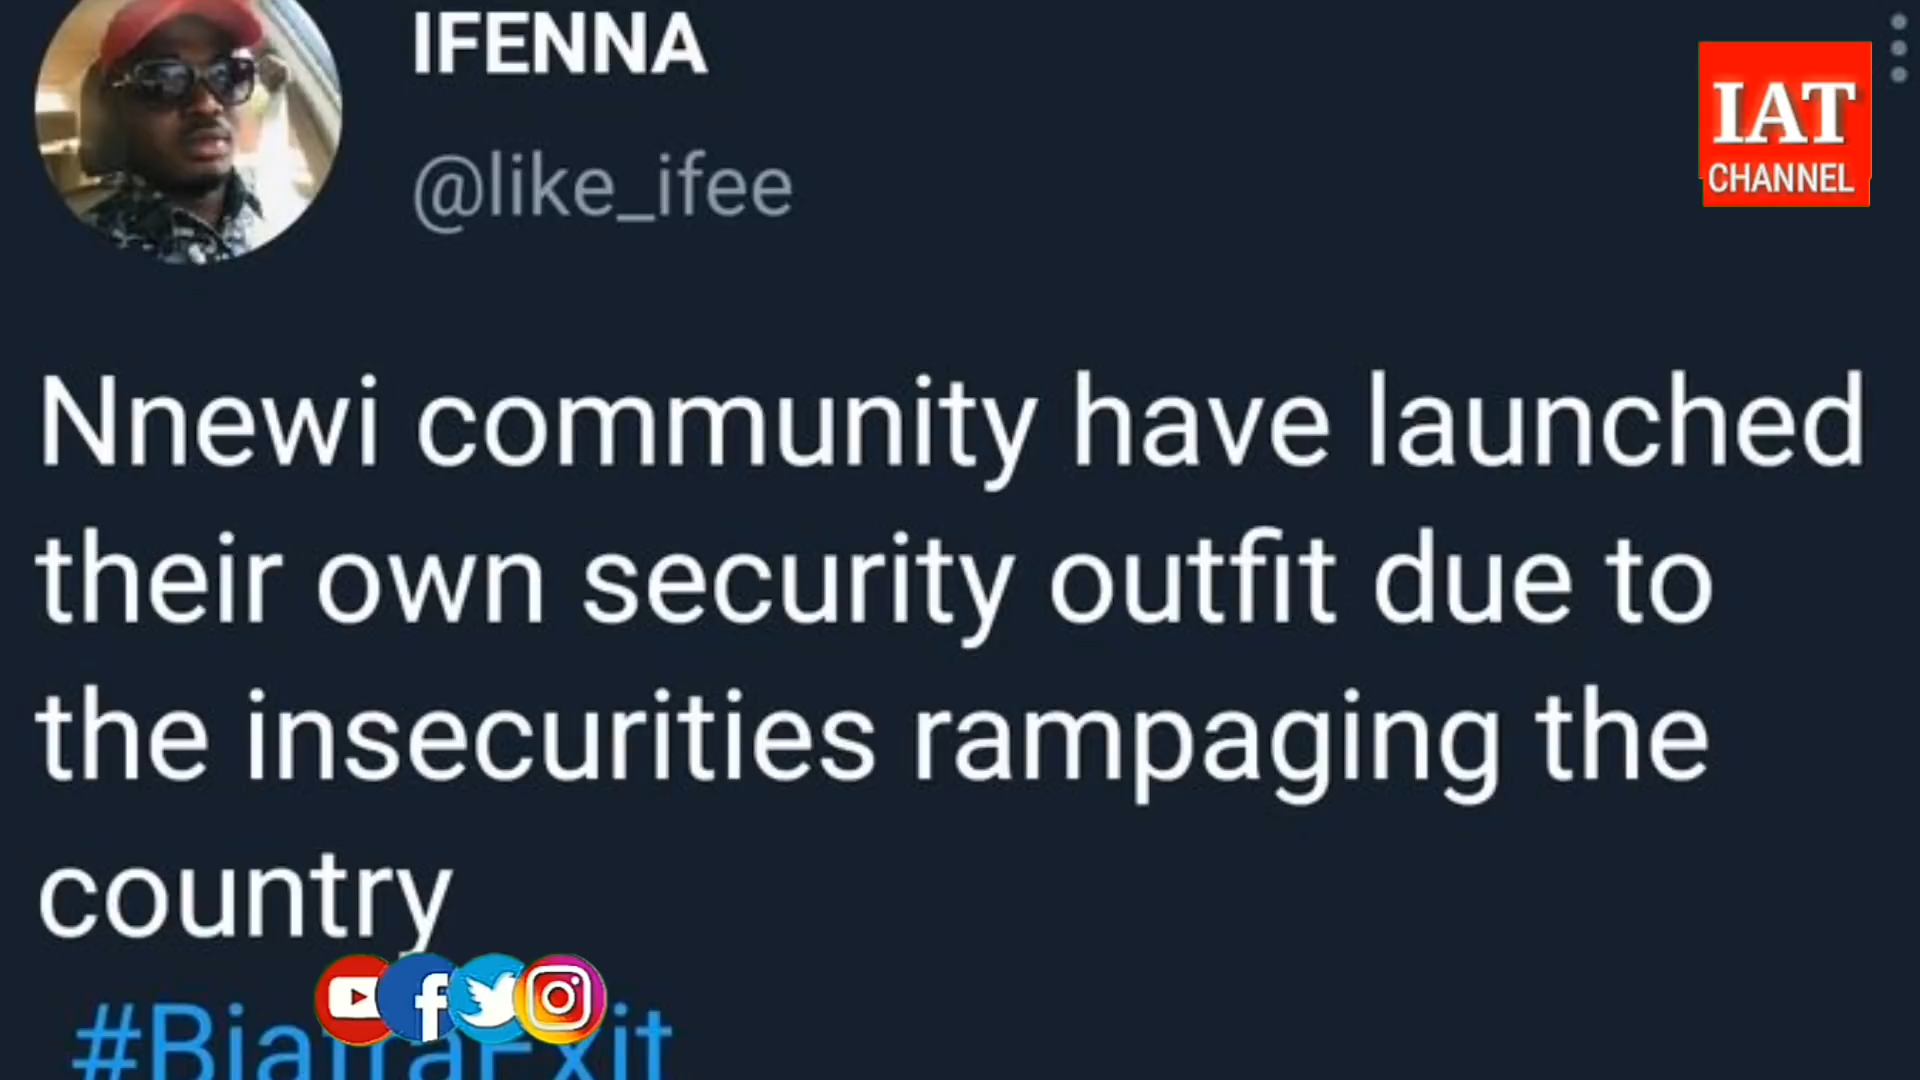 IFENNA
@like_ifee
IAT
CHANNEL
Nnewi community have launched
their own security outfit due to
the insecurities rampaging the
country
#BiafraExit